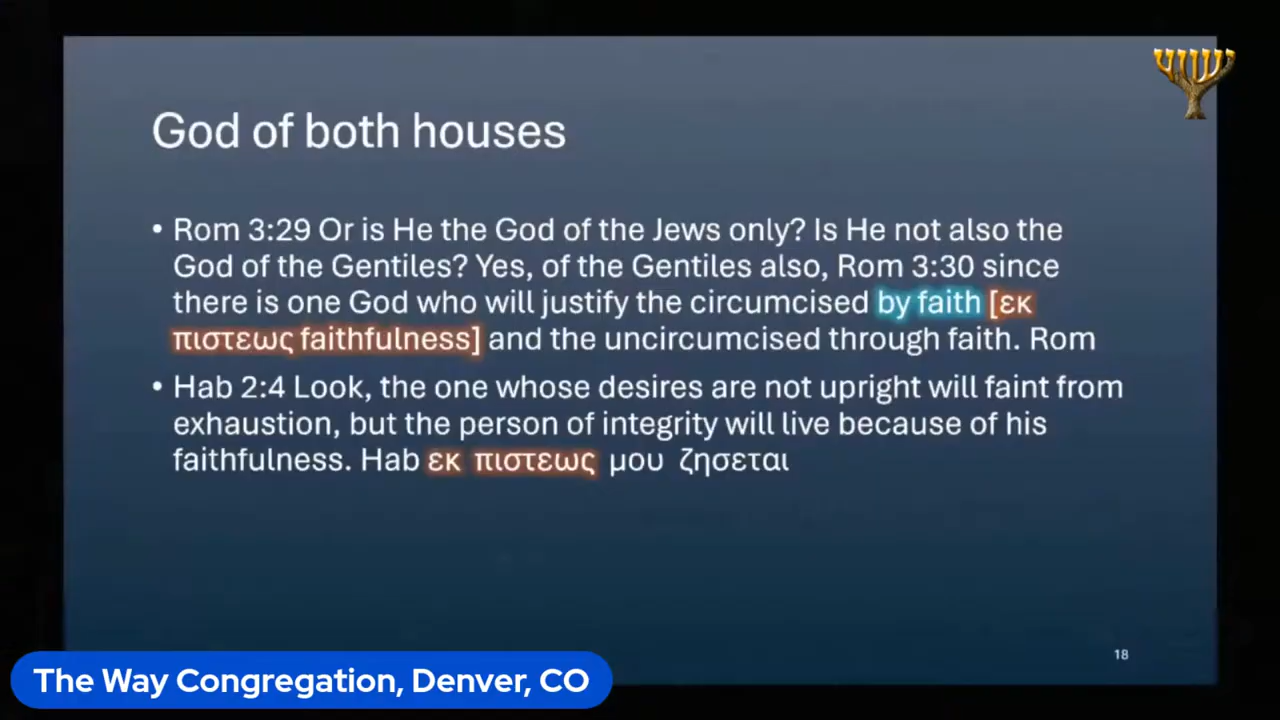 ישוע
God of both houses
• Rom 3:29 Or is He the God of the Jews only? Is He not also the
God of the Gentiles? Yes, of the Gentiles also, Rom 3:30 since
there is one God who will justify the circumcised by faith [εκ
πιστεως faithfulness] and the uncircumcised through faith. Rom
• Hab 2:4 Look, the one whose desires are not upright will faint from
exhaustion, but the person of integrity will live because of his
faithfulness. Hab εκ πιστεως μου ζησεται
18
The Way Congregation, Denver, CO